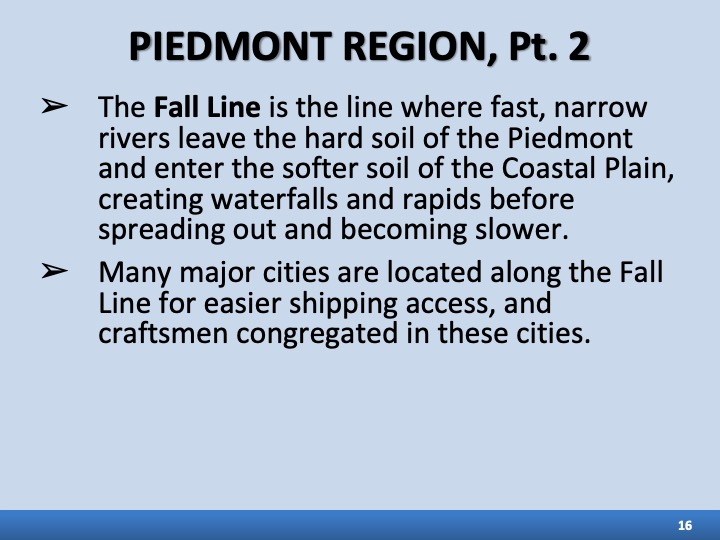 PIEDMONT REGION, Pt. 2
➢ The Fall Line is the line where fast, narrow
rivers leave the hard soil of the Piedmont
and enter the softer soil of the Coastal Plain,
creating waterfalls and rapids before
spreading out and becoming slower.
➢ Many major cities are located along the Fall
Line for easier shipping access, and
craftsmen congregated in these cities.
16